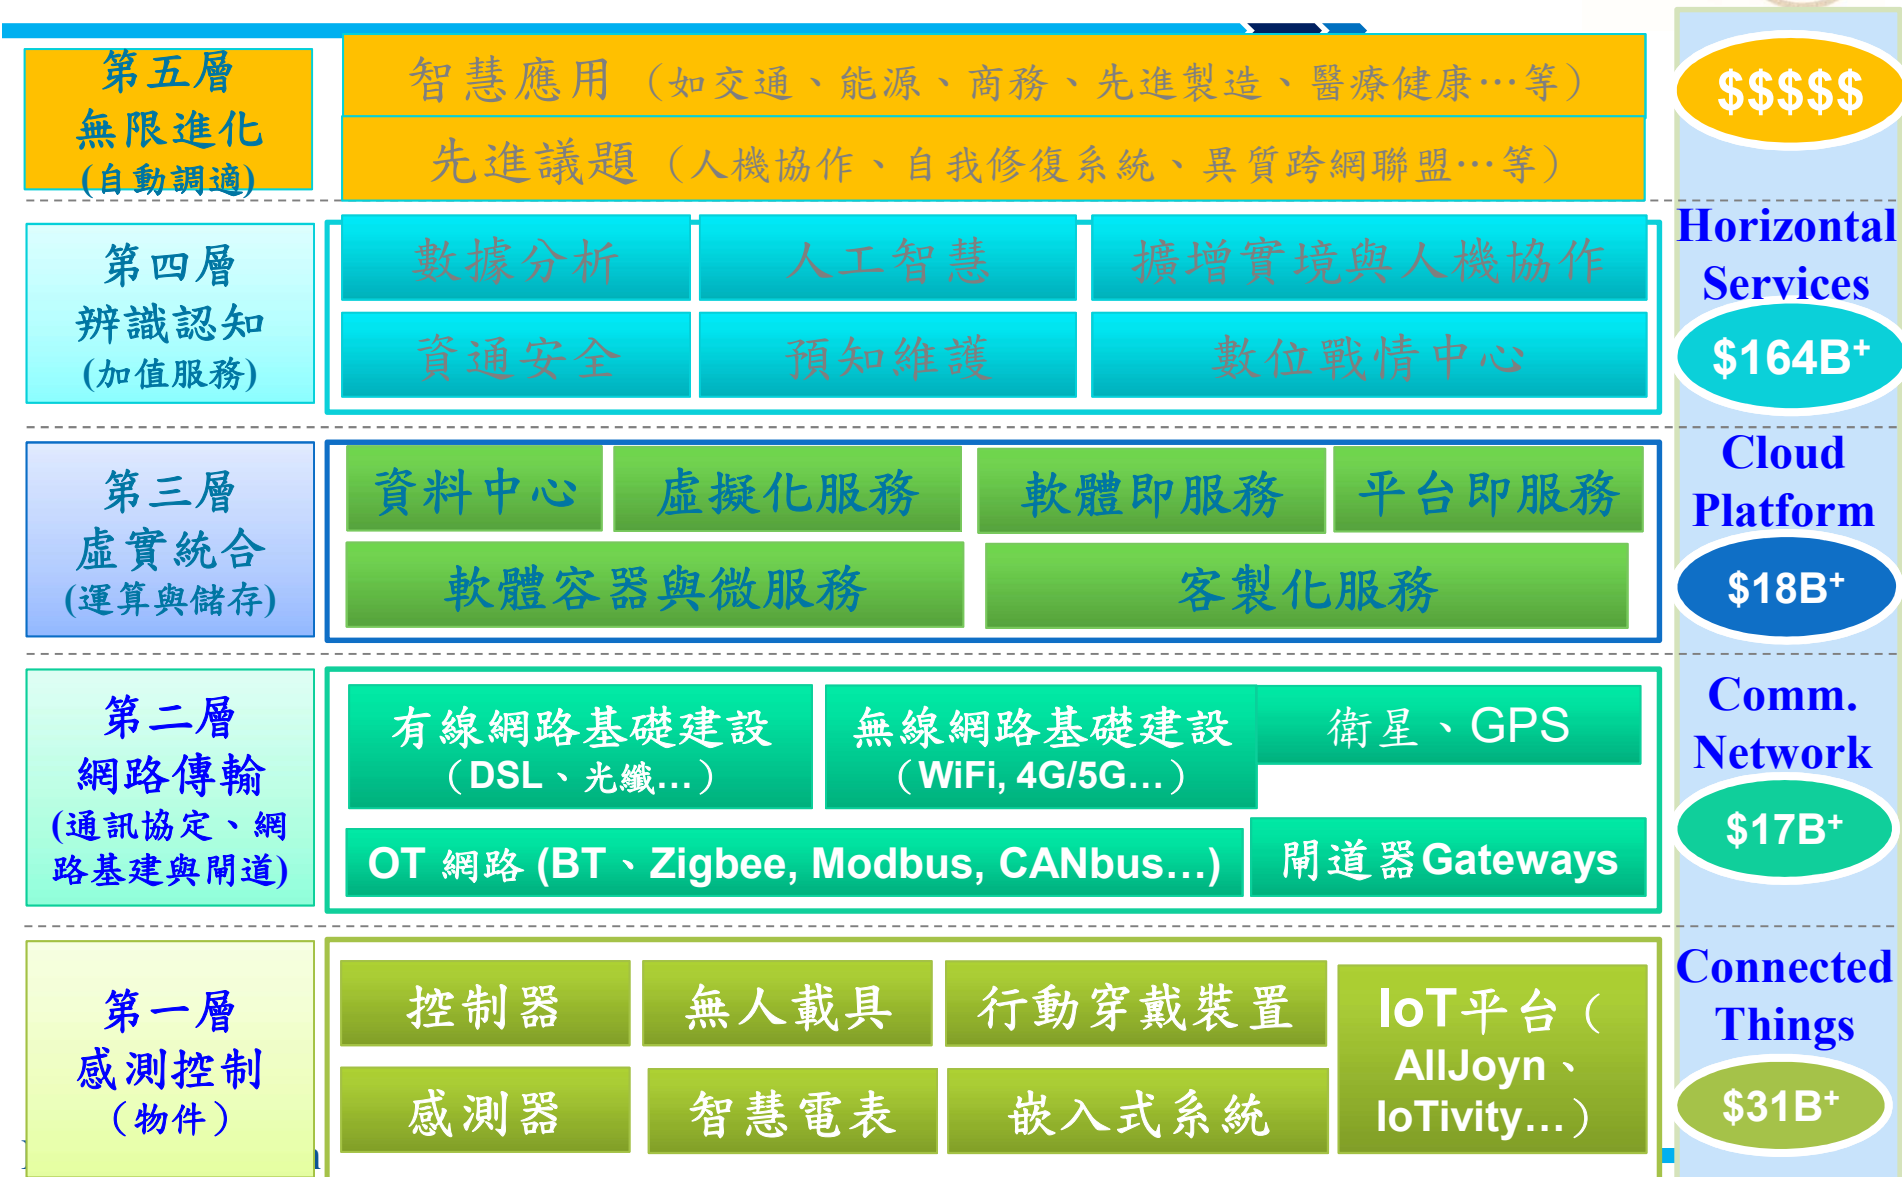 第五層
無限進化
(自動調適)
智慧應用（如交通、能源、商務、先進製造、醫療健康…等）
先進議題（人機協作、自我修復系統、異質跨網聯盟…等）
$$$$$
第四層
辨識認知
(加值服務)
數據分析
人工智慧
擴增實境與人機協作
資通安全
預知維護
數位戰情中心
Horizontal
Services
$164B+
第三層
虛實統合
(運算與儲存)
資料中心
虛擬化服務
軟體即服務
平台即服務
軟體容器與微服務
客製化服務
Cloud
Platform
$18B+
第二層
網路傳輸
(通訊協定、網
路基建與閘道)
有線網路基礎建設
（DSL、光纖…）
無線網路基礎建設
（WiFi, 4G/5G…）
衛星、GPS
OT 網路 (BT、Zigbee, Modbus, CANbus…)
閘道器Gateways
Comm.
Network
$17B+
第一層
感測控制
（物件）
控制器
無人載具
行動穿戴裝置
感測器
智慧電表
嵌入式系統
IoT平台（
AllJoyn、
IoTivity…）
Connected
Things
$31B+